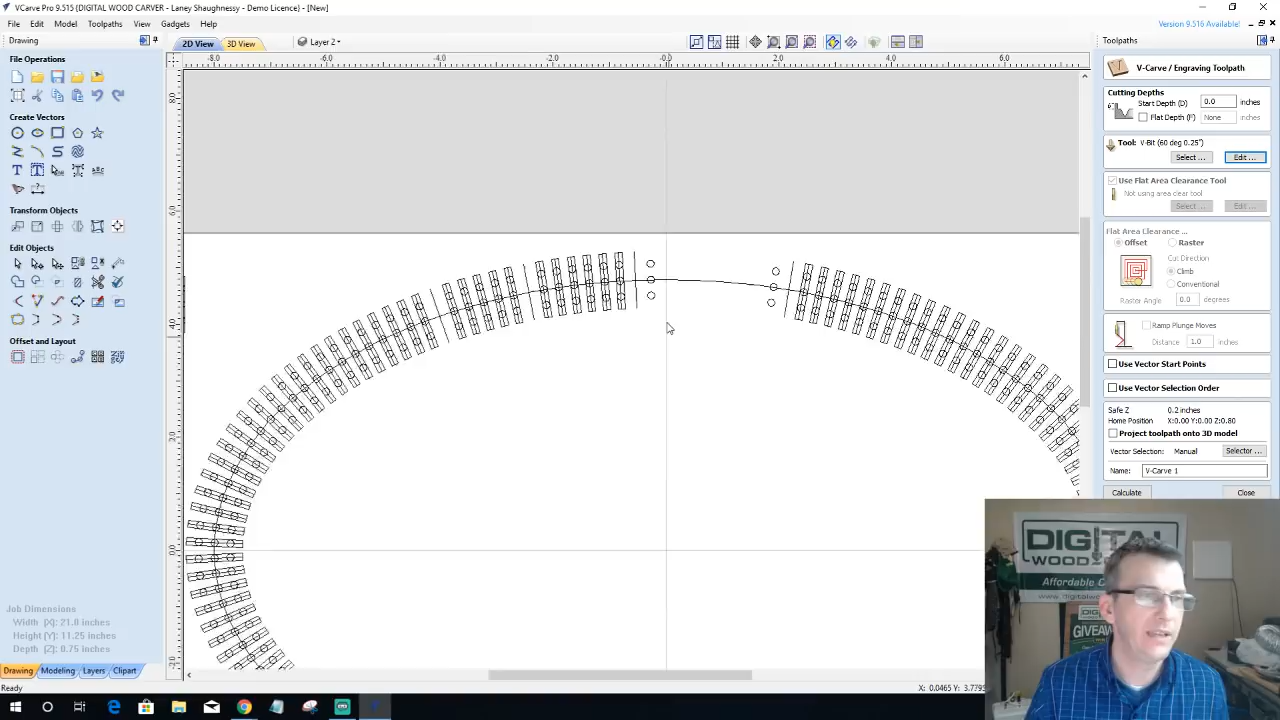 VCarve Pro 9.515 {DIGITAL WOOD CARVER} - Laney Shaughnessy - Demo Licence} - [New]
File Edit Model Toolpaths View Gadgets Help
Version 9.516 Available!
Drawing
2D View
3D View
Layer 2
Toolpaths
File Operations
Create Vectors
Transform Objects
Edit Objects
Offset and Layout
Job Dimensions
Width (X): 21.0 inches
Height (Y): 11.25 inches
Depth (Z): 0.75 inches
Drawing Modeling Layers Clipart
Ready
-8.0 -6.0 -4.0 -2.0 -0.0 2.0 4.0 6.0
V-Carve / Engraving Toolpath
Cutting Depths
Start Depth (D) 0.0 inches
Flat Depth (F) None inches
Tool: V-Bit (60 deg 0.25")
Select ... Edit ...
Use Flat Area Clearance Tool
Not using area clear tool
Select ... Edit ...
Flat Area Clearance ...
Offset Raster
Cut Direction
Climb
Conventional
Raster Angle 0.0 degrees
Ramp Plunge Moves
Distance 1.0 inches
Use Vector Start Points
Use Vector Selection Order
Safe Z 0.2 inches
Home Position X:0.00 Y:0.00 Z:0.80
Project toolpath onto 3D model
Vector Selection: Manual Selector ...
Name: V-Carve 1
Calculate Close
X: 0.0465 Y: 3.779
DIGITAL
WOOD
Affordable C
GIVEAW